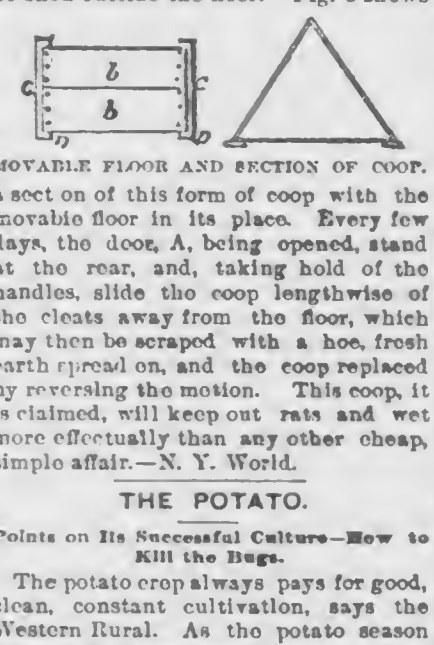 Fig. shows
b
b
C
C
D
D
MOVABLE FLOOR AND SECTION OF COOP.
a sect on of this form of coop with the
movable floor in its place. Every few
days, the door, A, being opened, stand
at the rear, and, taking hold of the
handles, slide the coop lengthwise of
the cleats away from the floor, which
may then be scraped with a hoe, fresh
earth spread on, and the coop replaced
by reversing the motion. This coop, it
is claimed, will keep out rats and wet
more effectually than any other cheap,
simple affair.—N. Y. World.
THE POTATO.
Points on Its Successful Culture—How to
Kill the Bugs.
The potato crop always pays for good,
clean, constant cultivation, says the
Western Rural. As the potato season